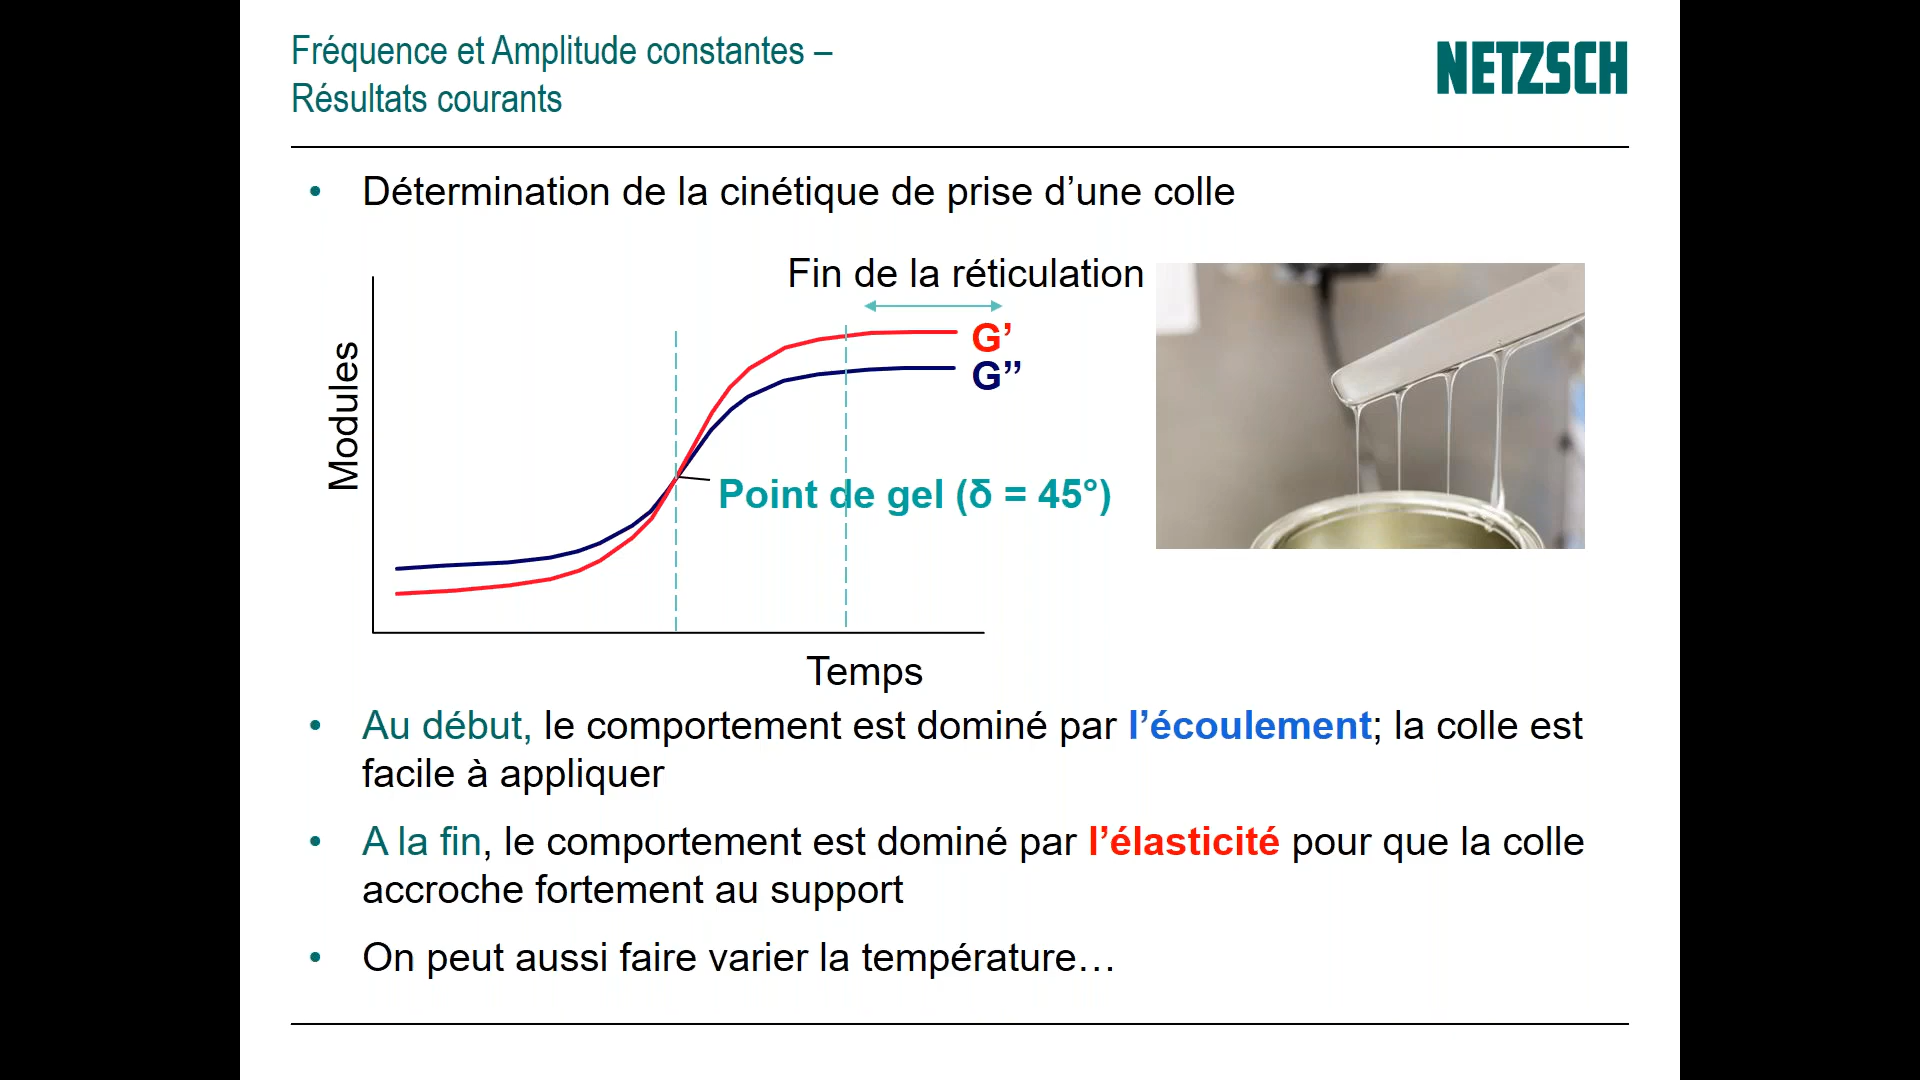 Fréquence et Amplitude constantes –
Résultats courants
NETZSCH
• Détermination de la cinétique de prise d’une colle
Fin de la réticulation
G’
G’’
Modules
Point de gel (δ = 45°)
Temps
• Au début, le comportement est dominé par l’écoulement; la colle est
facile à appliquer
• A la fin, le comportement est dominé par l’élasticité pour que la colle
accroche fortement au support
• On peut aussi faire varier la température…